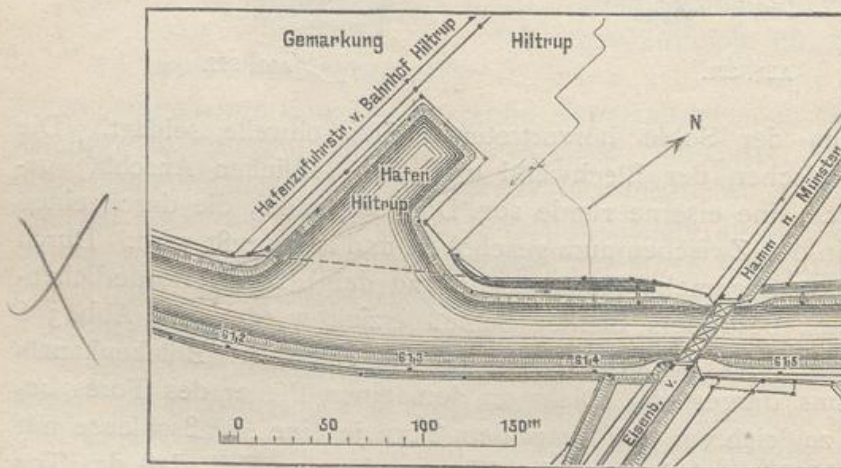 Gemarkung Hiltrup
Hafenzufuhrstr. v. Bahnhof Hiltrup
N
Hafen
Hiltrup
Hamm n. Münster
61,2
61,3
61,4
61,5
Eisenb. v.
0 50 100 150m